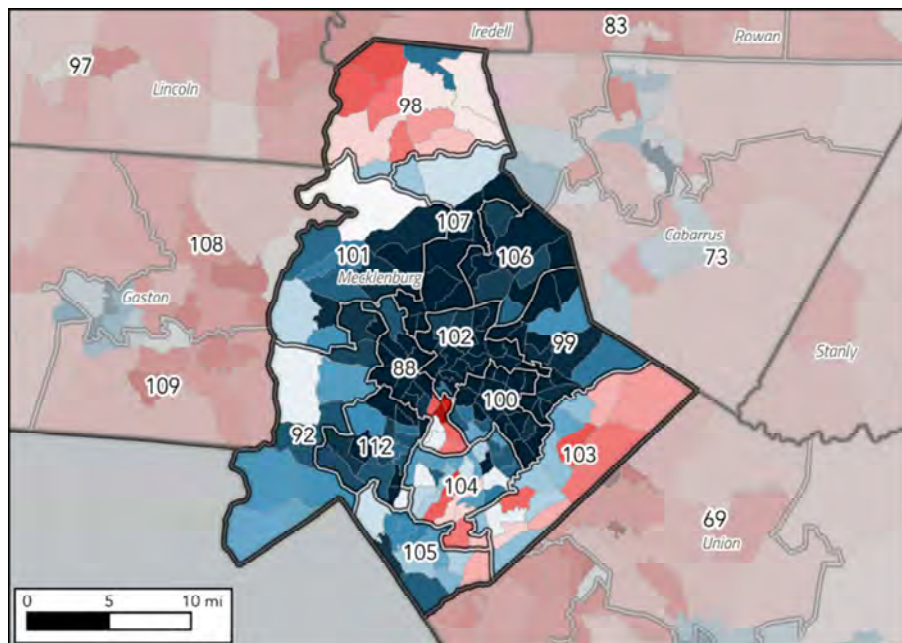 Iredell
83
Rowan
97
Lincoln
98
107
108
101
106
Mecklenburg
Cabarrus
73
Gaston
102
99
88
Stanly
109
100
92
112
103
104
69
Union
105
0 5 10 mi